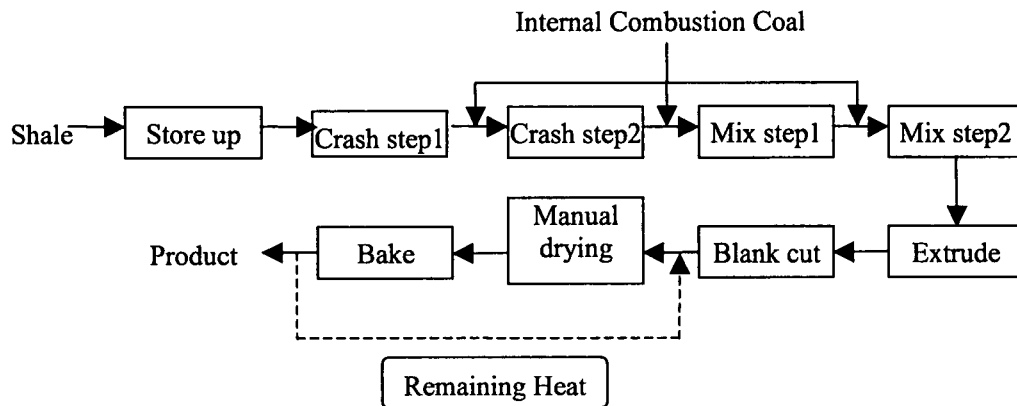 Internal Combustion Coal
Shale
Store up
Crash step1
Crash step2
Mix step1
Mix step2
Product
Bake
Manual
drying
Blank cut
Extrude
Remaining Heat